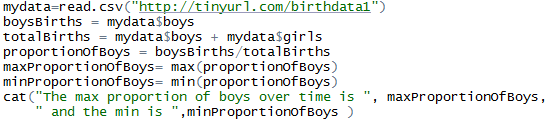 mydata=read.csv("http://tinyurl.com/birthdata1")
boysBirths = mydata$boys
totalBirths = mydata$boys + mydata$girls
proportionOfBoys = boysBirths/totalBirths
maxProportionOfBoys= max(proportionOfBoys)
minProportionOfBoys= min(proportionOfBoys)
cat("The max proportion of boys over time is ", maxProportionOfBoys,
    " and the min is ",minProportionOfBoys )